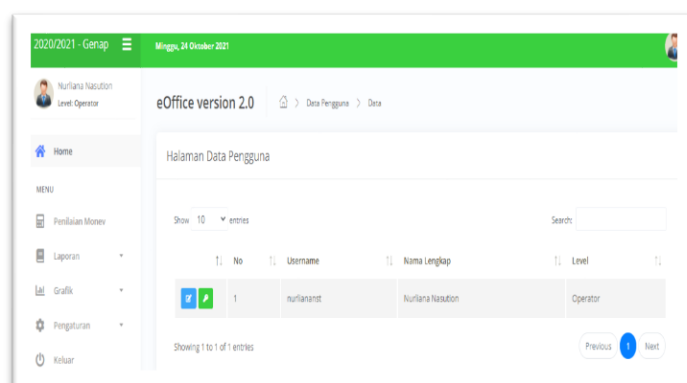 2020/2021 - Genap
Minggu, 24 Oktober 2021
Nurliana Nasution
Level: Operator
eOffice version 2.0
> Data Pengguna > Data
Home
Halaman Data Pengguna
MENU
Penilaian Monev
Show 10 entries
Search:
Laporan
No Username Nama Lengkap Level
Grafik
1 nurliananst Nurliana Nasution Operator
Pengaturan
Showing 1 to 1 of 1 entries
Previous 1 Next
Keluar